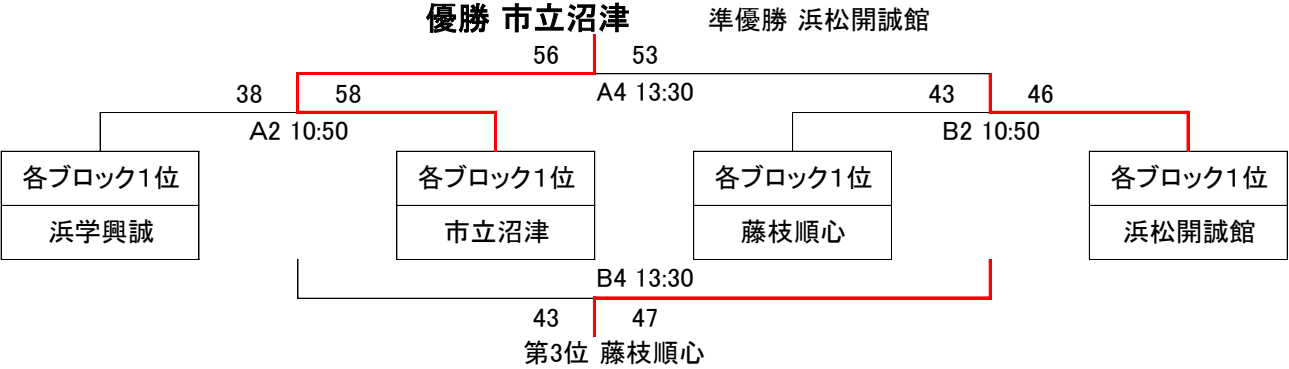 優勝 市立沼津 準優勝 浜松開誠館
56 53
A4 13:30
38 58 43 46
A2 10:50 B2 10:50
各ブロック1位 各ブロック1位 各ブロック1位 各ブロック1位
浜学興誠 市立沼津 藤枝順心 浜松開誠館
B4 13:30
43 47
第3位 藤枝順心